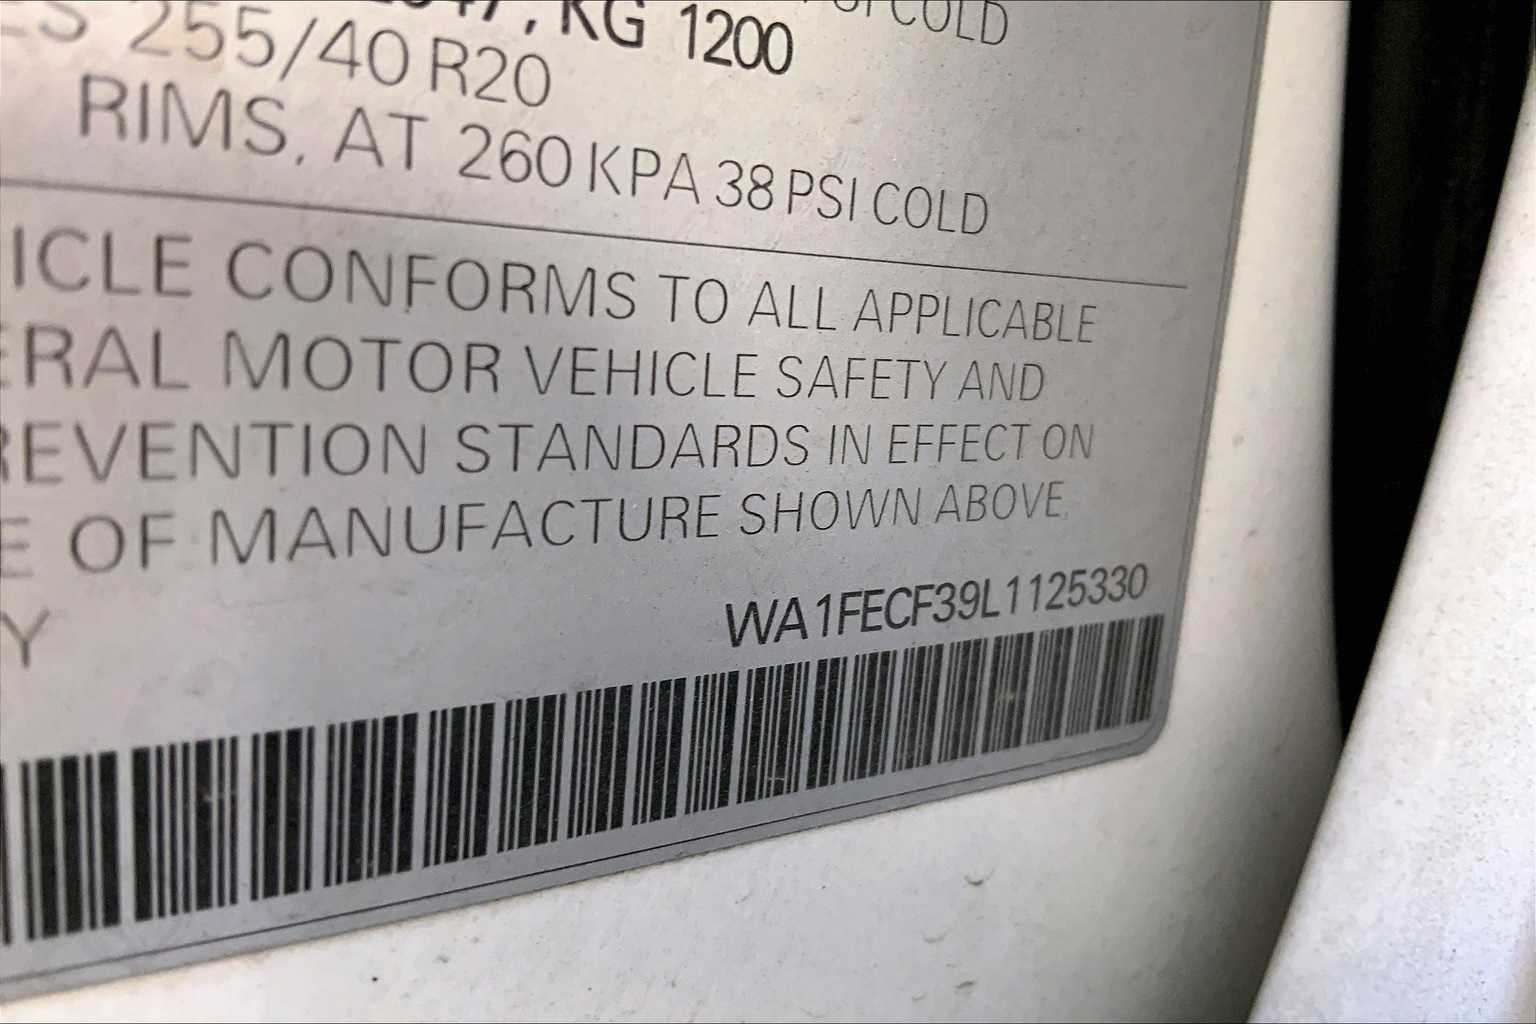 KG 1200
COLD
255/40 R20
RIMS, AT 260 KPA 38 PSI COLD
ICLE CONFORMS TO ALL APPLICABLE
ERAL MOTOR VEHICLE SAFETY AND
REVENTION STANDARDS IN EFFECT ON
E OF MANUFACTURE SHOWN ABOVE.
Y
WA1FECF39L1125330